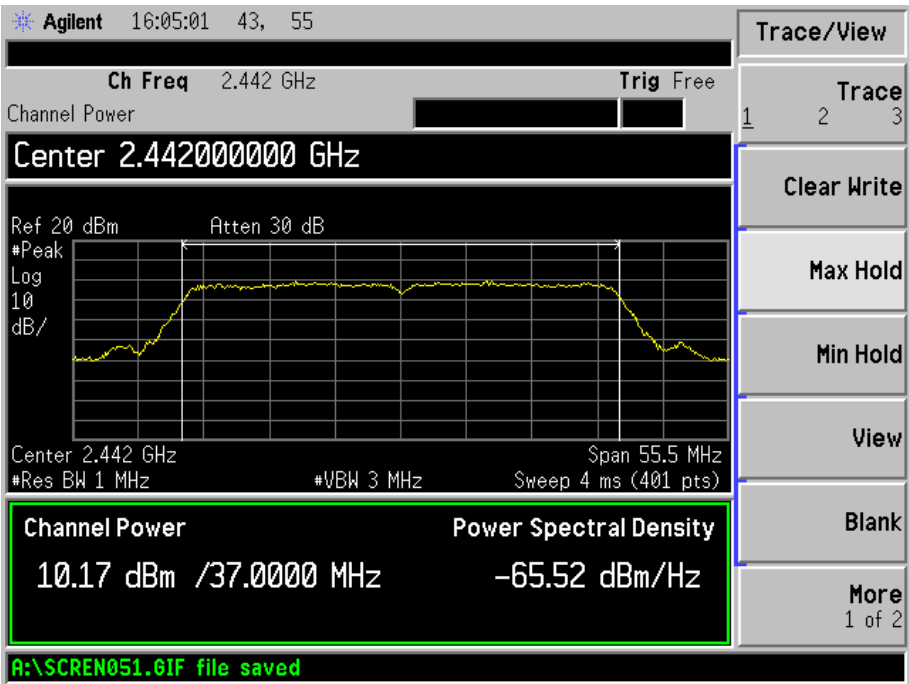 Agilent 16:05:01 43, 55
Ch Freq 2.442 GHz Trig Free
Channel Power
Center 2.442000000 GHz
Ref 20 dBm Atten 30 dB
#Peak
Log
10
dB/
Center 2.442 GHz Span 55.5 MHz
#Res BW 1 MHz #VBW 3 MHz Sweep 4 ms (401 pts)
Channel Power Power Spectral Density
10.17 dBm /37.0000 MHz -65.52 dBm/Hz
A:\SCREN051.GIF file saved
Trace/View
Trace
1 2 3
Clear Write
Max Hold
Min Hold
View
Blank
More
1 of 2